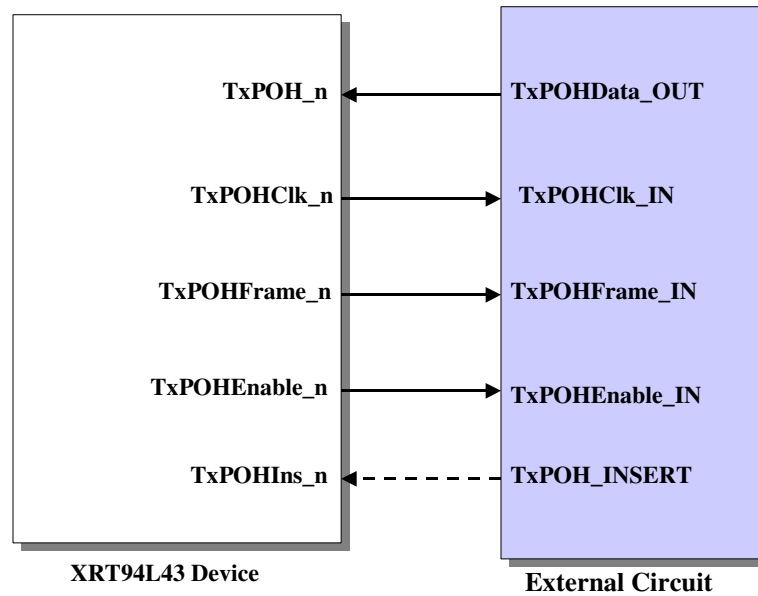 TxPOH_n
TxPOHData_OUT
TxPOHClk_n
TxPOHClk_IN
TxPOHFrame_n
TxPOHFrame_IN
TxPOHEnable_n
TxPOHEnable_IN
TxPOHIns_n
TxPOH_INSERT
XRT94L43 Device
External Circuit